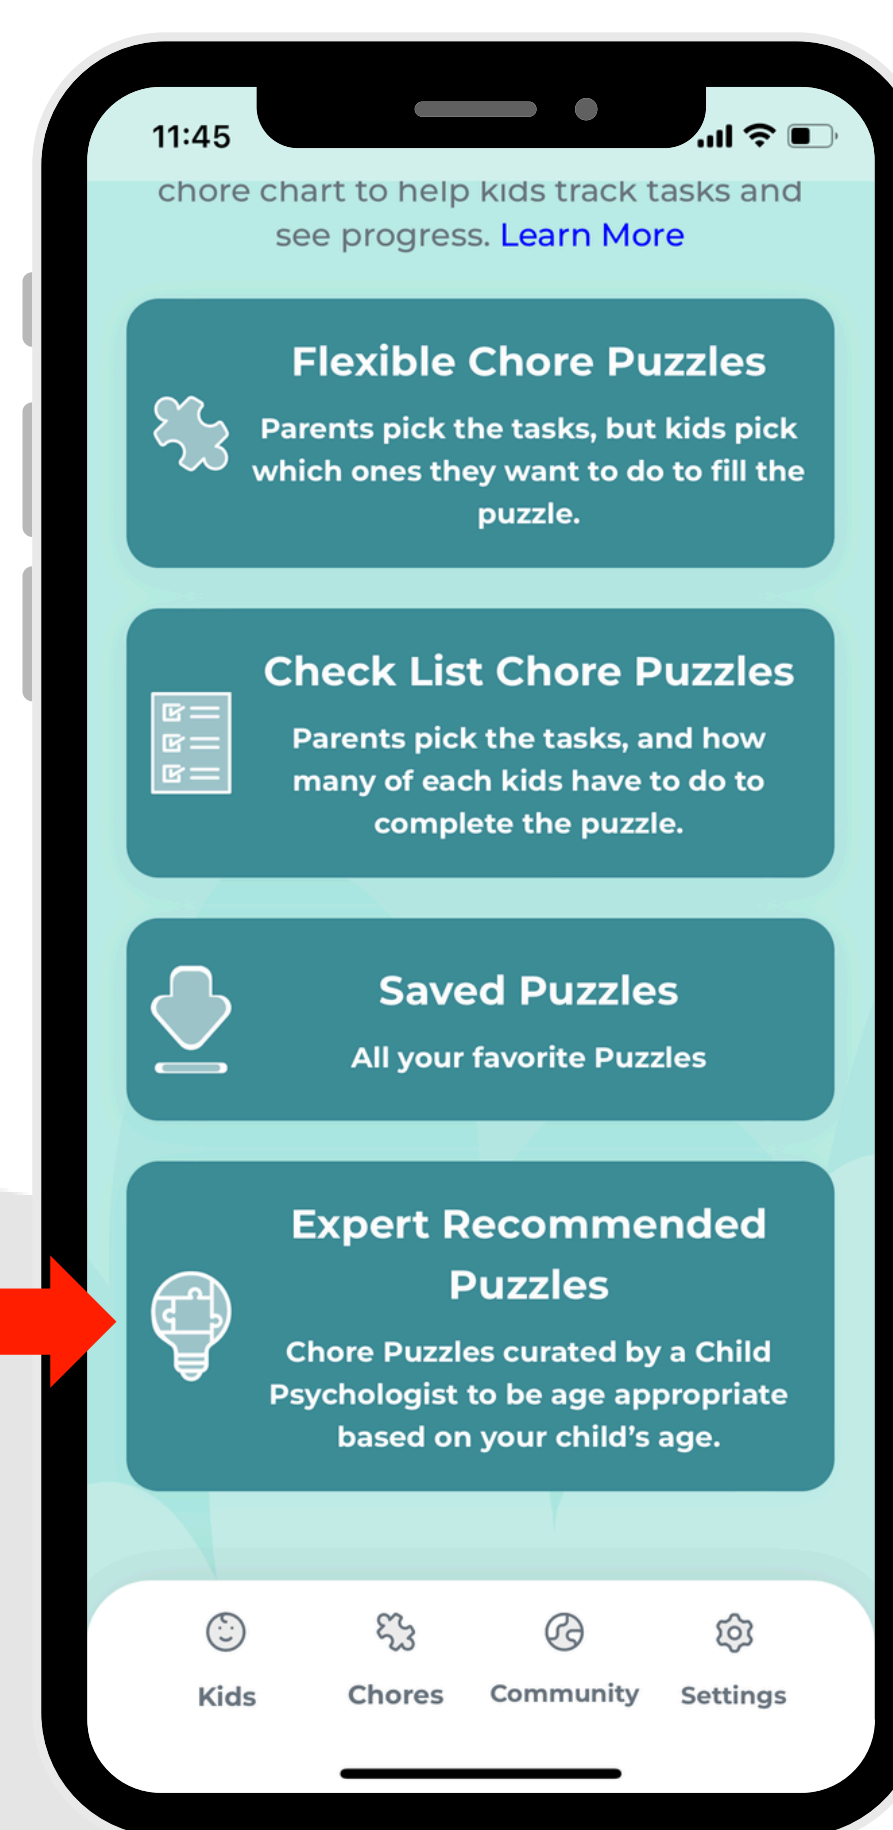 11:45
chore chart to help kids track tasks and
see progress. Learn More
Flexible Chore Puzzles
Parents pick the tasks, but kids pick
which ones they want to do to fill the
puzzle.
Check List Chore Puzzles
Parents pick the tasks, and how
many of each kids have to do to
complete the puzzle.
Saved Puzzles
All your favorite Puzzles
Expert Recommended
Puzzles
Chore Puzzles curated by a Child
Psychologist to be age appropriate
based on your child's age.
Kids Chores Community Settings